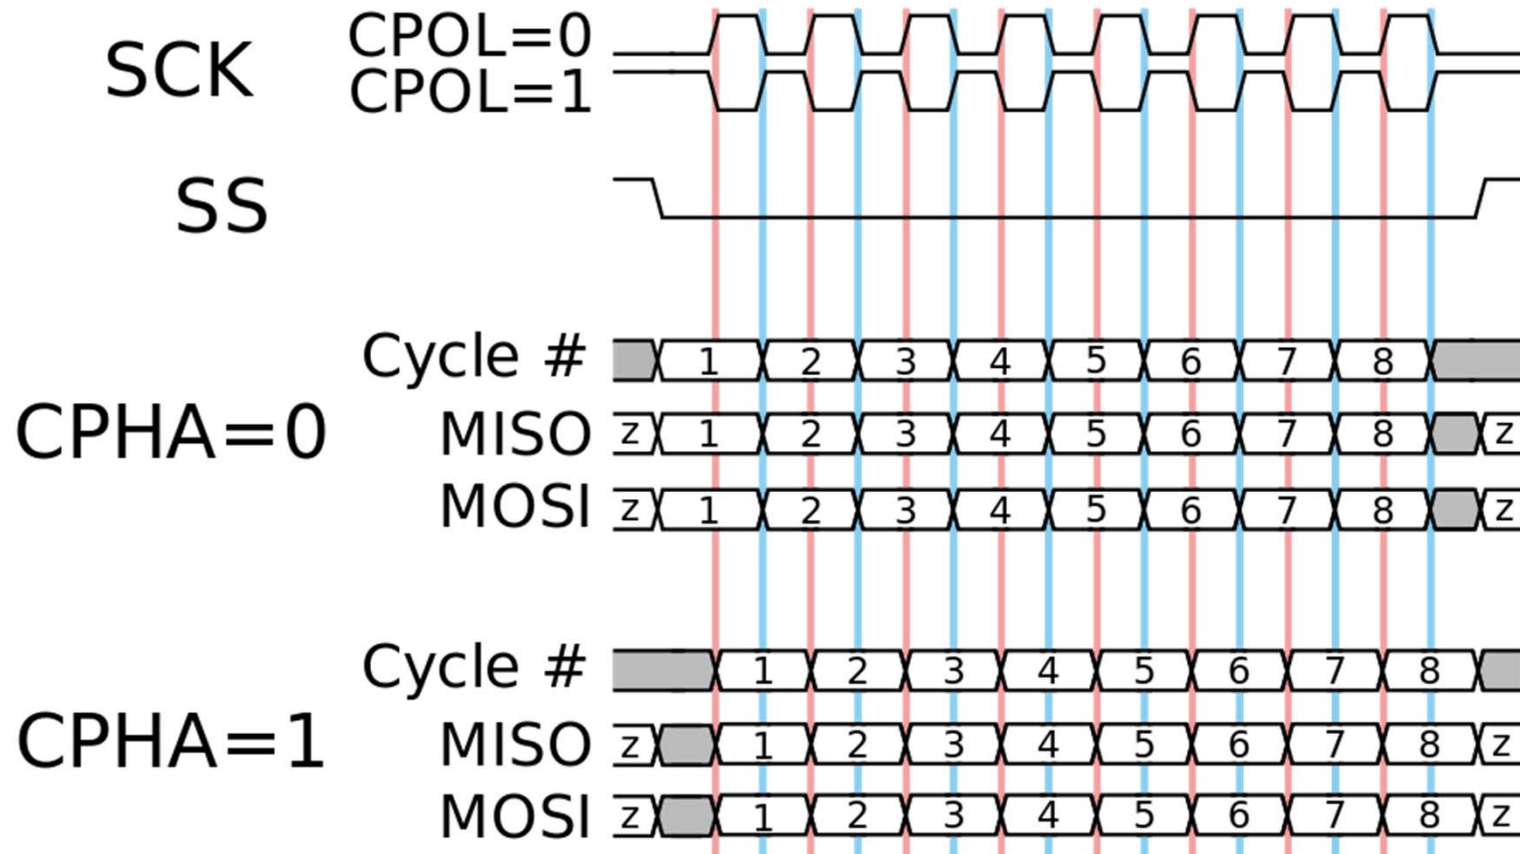 SCK CPOL=0
CPOL=1
SS
Cycle # 1 2 3 4 5 6 7 8
CPHA=0 MISO z 1 2 3 4 5 6 7 8 z
MOSI z 1 2 3 4 5 6 7 8 z
Cycle # 1 2 3 4 5 6 7 8
CPHA=1 MISO z 1 2 3 4 5 6 7 8 z
MOSI z 1 2 3 4 5 6 7 8 z